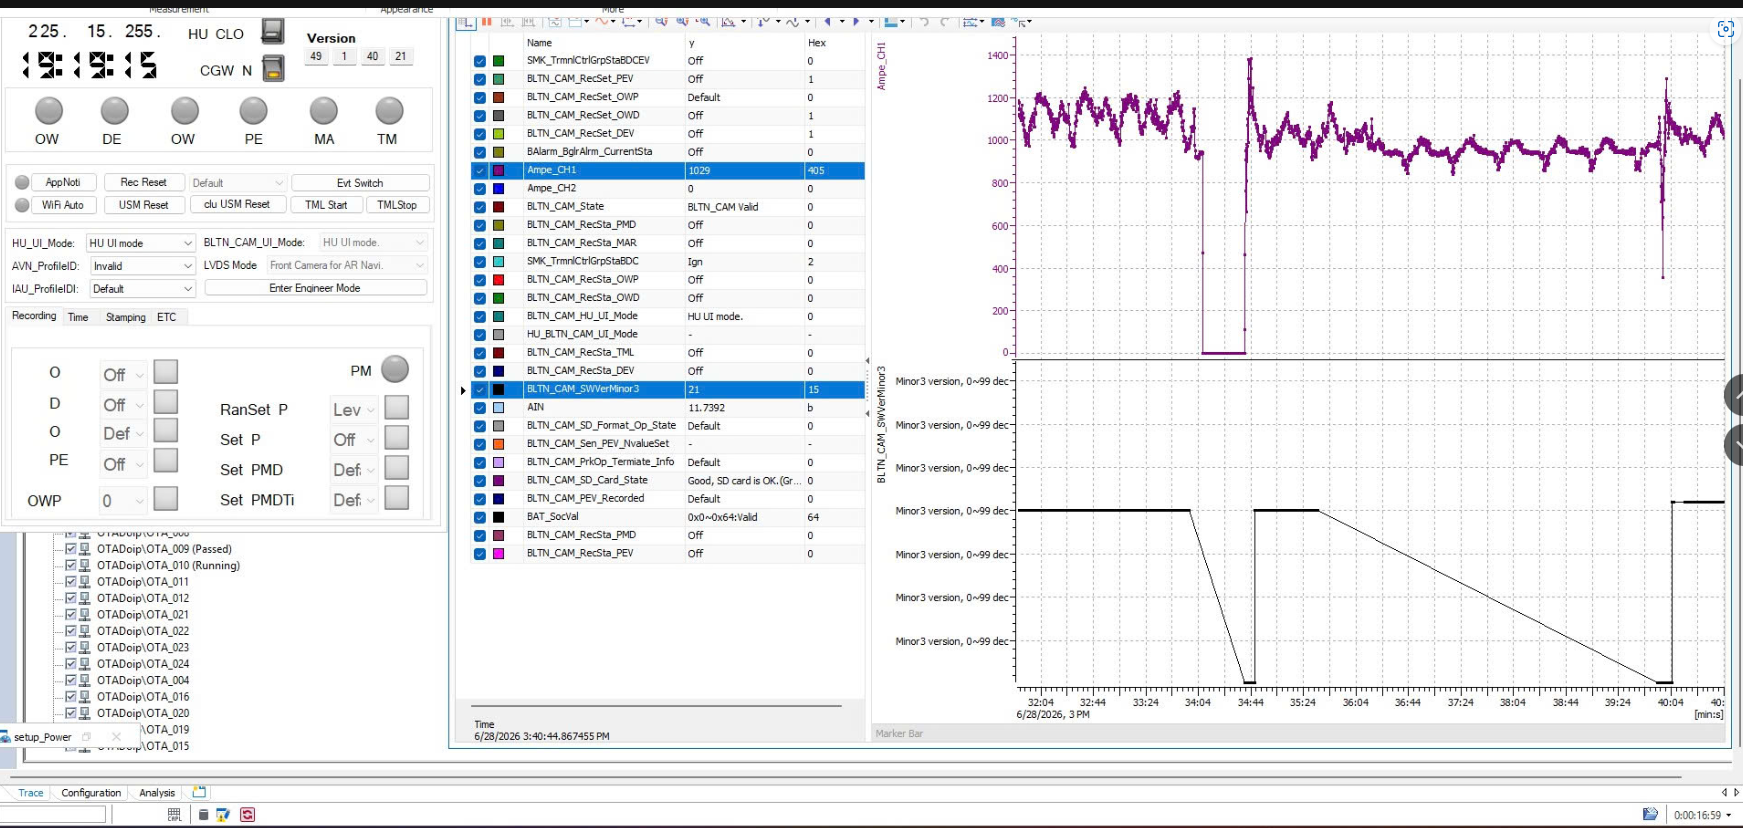 Measurement
Appearance
More
225. 15. 255.
HU CLO
19:19:15
CGW N
Version
49 1 40 21
OW DE OW PE MA TM
AppNoti Rec Reset Default Evt Switch
WiFi Auto USM Reset clu USM Reset TML Start TMLStop
HU_UI_Mode: HU UI mode BLTN_CAM_UI_Mode: HU UI mode.
AVN_ProfileID: Invalid LVDS Mode Front Camera for AR Navi.
IAU_ProfileIDI: Default Enter Engineer Mode
Recording Time Stamping ETC
O Off PM
D Off RanSet P Lev
O Def Set P Off
PE Off Set PMD Def
OWP 0 Set PMDTi Def
OTADoip\OTA_008
OTADoip\OTA_009 (Passed)
OTADoip\OTA_010 (Running)
OTADoip\OTA_011
OTADoip\OTA_012
OTADoip\OTA_021
OTADoip\OTA_022
OTADoip\OTA_023
OTADoip\OTA_024
OTADoip\OTA_004
OTADoip\OTA_016
OTADoip\OTA_020
\OTA_019
\OTA_015
setup_Power
Name y Hex
SMK_TrmnlCtrlGrpStaBDCEV Off 0
BLTN_CAM_RecSet_PEV Off 1
BLTN_CAM_RecSet_OWP Default 0
BLTN_CAM_RecSet_OWD Off 1
BLTN_CAM_RecSet_DEV Off 1
BAlarm_BglrAlrm_CurrentSta Off 0
Ampe_CH1 1029 405
Ampe_CH2 0 0
BLTN_CAM_State BLTN_CAM Valid 0
BLTN_CAM_RecSta_PMD Off 0
BLTN_CAM_RecSta_MAR Off 0
SMK_TrmnlCtrlGrpStaBDC Ign 2
BLTN_CAM_RecSta_OWP Off 0
BLTN_CAM_RecSta_OWD Off 0
BLTN_CAM_HU_UI_Mode HU UI mode. 0
HU_BLTN_CAM_UI_Mode - -
BLTN_CAM_RecSta_TML Off 0
BLTN_CAM_RecSta_DEV Off 0
BLTN_CAM_SWVerMinor3 21 15
AIN 11.7392 b
BLTN_CAM_SD_Format_Op_State Default 0
BLTN_CAM_Sen_PEV_NvalueSet - -
BLTN_CAM_PrkOp_Termiate_Info Default 0
BLTN_CAM_SD_Card_State Good, SD card is OK.(Gr... 0
BLTN_CAM_PEV_Recorded Default 0
BAT_SocVal 0x0~0x64:Valid 64
BLTN_CAM_RecSta_PMD Off 0
BLTN_CAM_RecSta_PEV Off 0
Time
6/28/2026 3:40:44.867455 PM
Ampe_CH1
1400
1200
1000
800
600
400
200
0
BLTN_CAM_SWVerMinor3
Minor3 version, 0~99 dec
Minor3 version, 0~99 dec
Minor3 version, 0~99 dec
Minor3 version, 0~99 dec
Minor3 version, 0~99 dec
Minor3 version, 0~99 dec
Minor3 version, 0~99 dec
32:04 32:44 33:24 34:04 34:44 35:24 36:04 36:44 37:24 38:04 38:44 39:24 40:04 40:
6/28/2026, 3 PM
[min:s]
Marker Bar
Trace Configuration Analysis
0:00:16:59